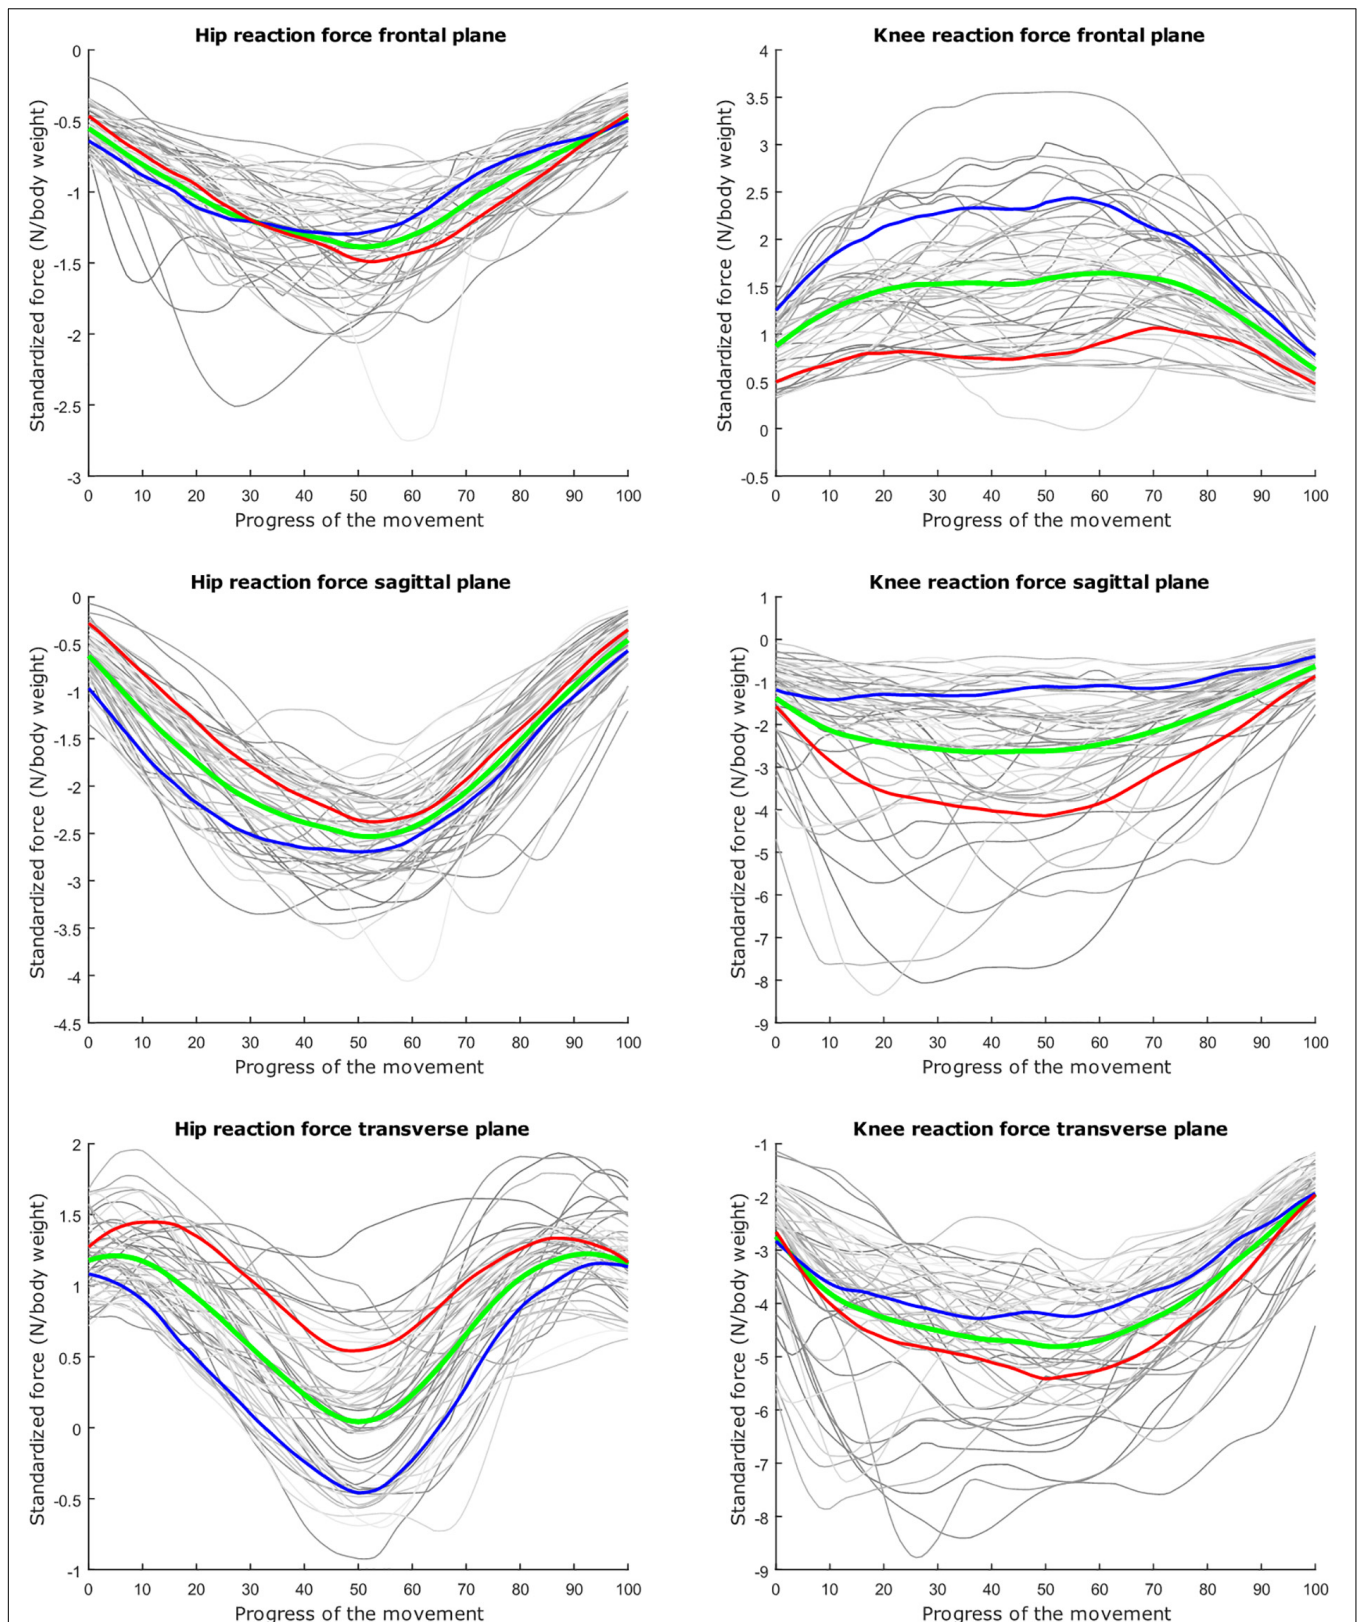 Hip reaction force frontal plane
Standardized force (N/body weight)
0
-0.5
-1
-1.5
-2
-2.5
-3
0 10 20 30 40 50 60 70 80 90 100
Progress of the movement
Knee reaction force frontal plane
Standardized force (N/body weight)
4
3.5
3
2.5
2
1.5
1
0.5
0
-0.5
0 10 20 30 40 50 60 70 80 90 100
Progress of the movement
Hip reaction force sagittal plane
Standardized force (N/body weight)
0
-0.5
-1
-1.5
-2
-2.5
-3
-3.5
-4
-4.5
0 10 20 30 40 50 60 70 80 90 100
Progress of the movement
Knee reaction force sagittal plane
Standardized force (N/body weight)
1
0
-1
-2
-3
-4
-5
-6
-7
-8
-9
0 10 20 30 40 50 60 70 80 90 100
Progress of the movement
Hip reaction force transverse plane
Standardized force (N/body weight)
2
1.5
1
0.5
0
-0.5
-1
0 10 20 30 40 50 60 70 80 90 100
Progress of the movement
Knee reaction force transverse plane
Standardized force (N/body weight)
-1
-2
-3
-4
-5
-6
-7
-8
-9
0 10 20 30 40 50 60 70 80 90 100
Progress of the movement